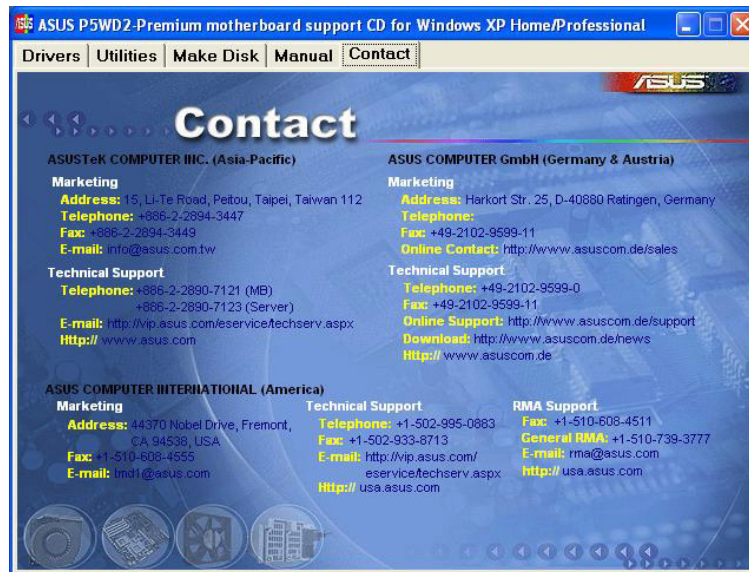 ASUS P5WD2-Premium motherboard support CD for Windows XP Home/Professional
Drivers Utilities Make Disk Manual Contact
ASUS
Contact
ASUSTeK COMPUTER INC. (Asia-Pacific)
Marketing
Address: 15, Li-Te Road, Peitou, Taipei, Taiwan 112
Telephone: +886-2-2894-3447
Fax: +886-2-2894-3449
E-mail: info@asus.com.tw
Technical Support
Telephone: +886-2-2890-7121 (MB)
+886-2-2890-7123 (Server)
E-mail: http://vip.asus.com/eservice/techserv.aspx
Http:// www.asus.com
ASUS COMPUTER GmbH (Germany & Austria)
Marketing
Address: Harkort Str. 25, D-40880 Ratingen, Germany
Telephone:
Fax: +49-2102-9599-11
Online Contact: http://www.asuscom.de/sales
Technical Support
Telephone: +49-2102-9599-0
Fax: +49-2102-9599-11
Online Support: http://www.asuscom.de/support
Download: http://www.asuscom.de/news
Http:// www.asuscom.de
ASUS COMPUTER INTERNATIONAL (America)
Marketing
Address: 44370 Nobel Drive, Fremont,
CA 94538, USA
Fax: +1-510-608-4555
E-mail: tmd1@asus.com
Technical Support
Telephone: +1-502-995-0883
Fax: +1-502-933-8713
E-mail: http://vip.asus.com/
eservice/techserv.aspx
Http:// usa.asus.com
RMA Support
Fax: +1-510-608-4511
General RMA: +1-510-739-3777
E-mail: rma@asus.com
http:// usa.asus.com